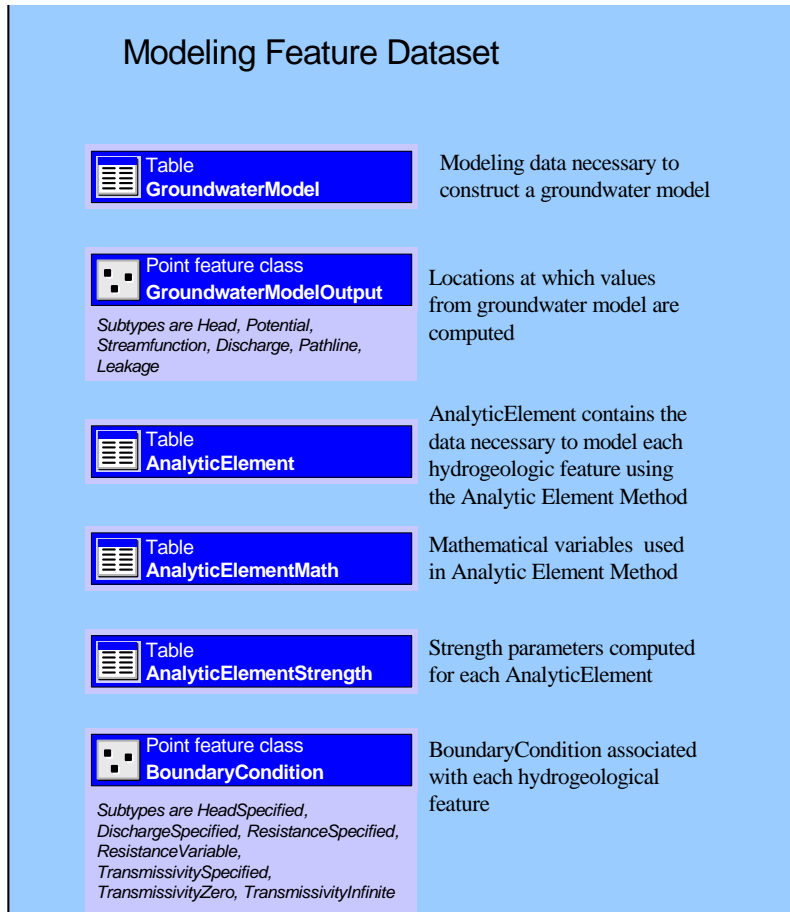 Modeling Feature Dataset
Table
GroundwaterModel
Modeling data necessary to
construct a groundwater model
Point feature class
GroundwaterModelOutput
Subtypes are Head, Potential,
Streamfunction, Discharge, Pathline,
Leakage
Locations at which values
from groundwater model are
computed
Table
AnalyticElement
AnalyticElement contains the
data necessary to model each
hydrogeologic feature using
the Analytic Element Method
Table
AnalyticElementMath
Mathematical variables used
in Analytic Element Method
Table
AnalyticElementStrength
Strength parameters computed
for each AnalyticElement
Point feature class
BoundaryCondition
Subtypes are HeadSpecified,
DischargeSpecified, ResistanceSpecified,
ResistanceVariable,
TransmissivitySpecified,
TransmissivityZero, TransmissivityInfinite
BoundaryCondition associated
with each hydrogeological
feature